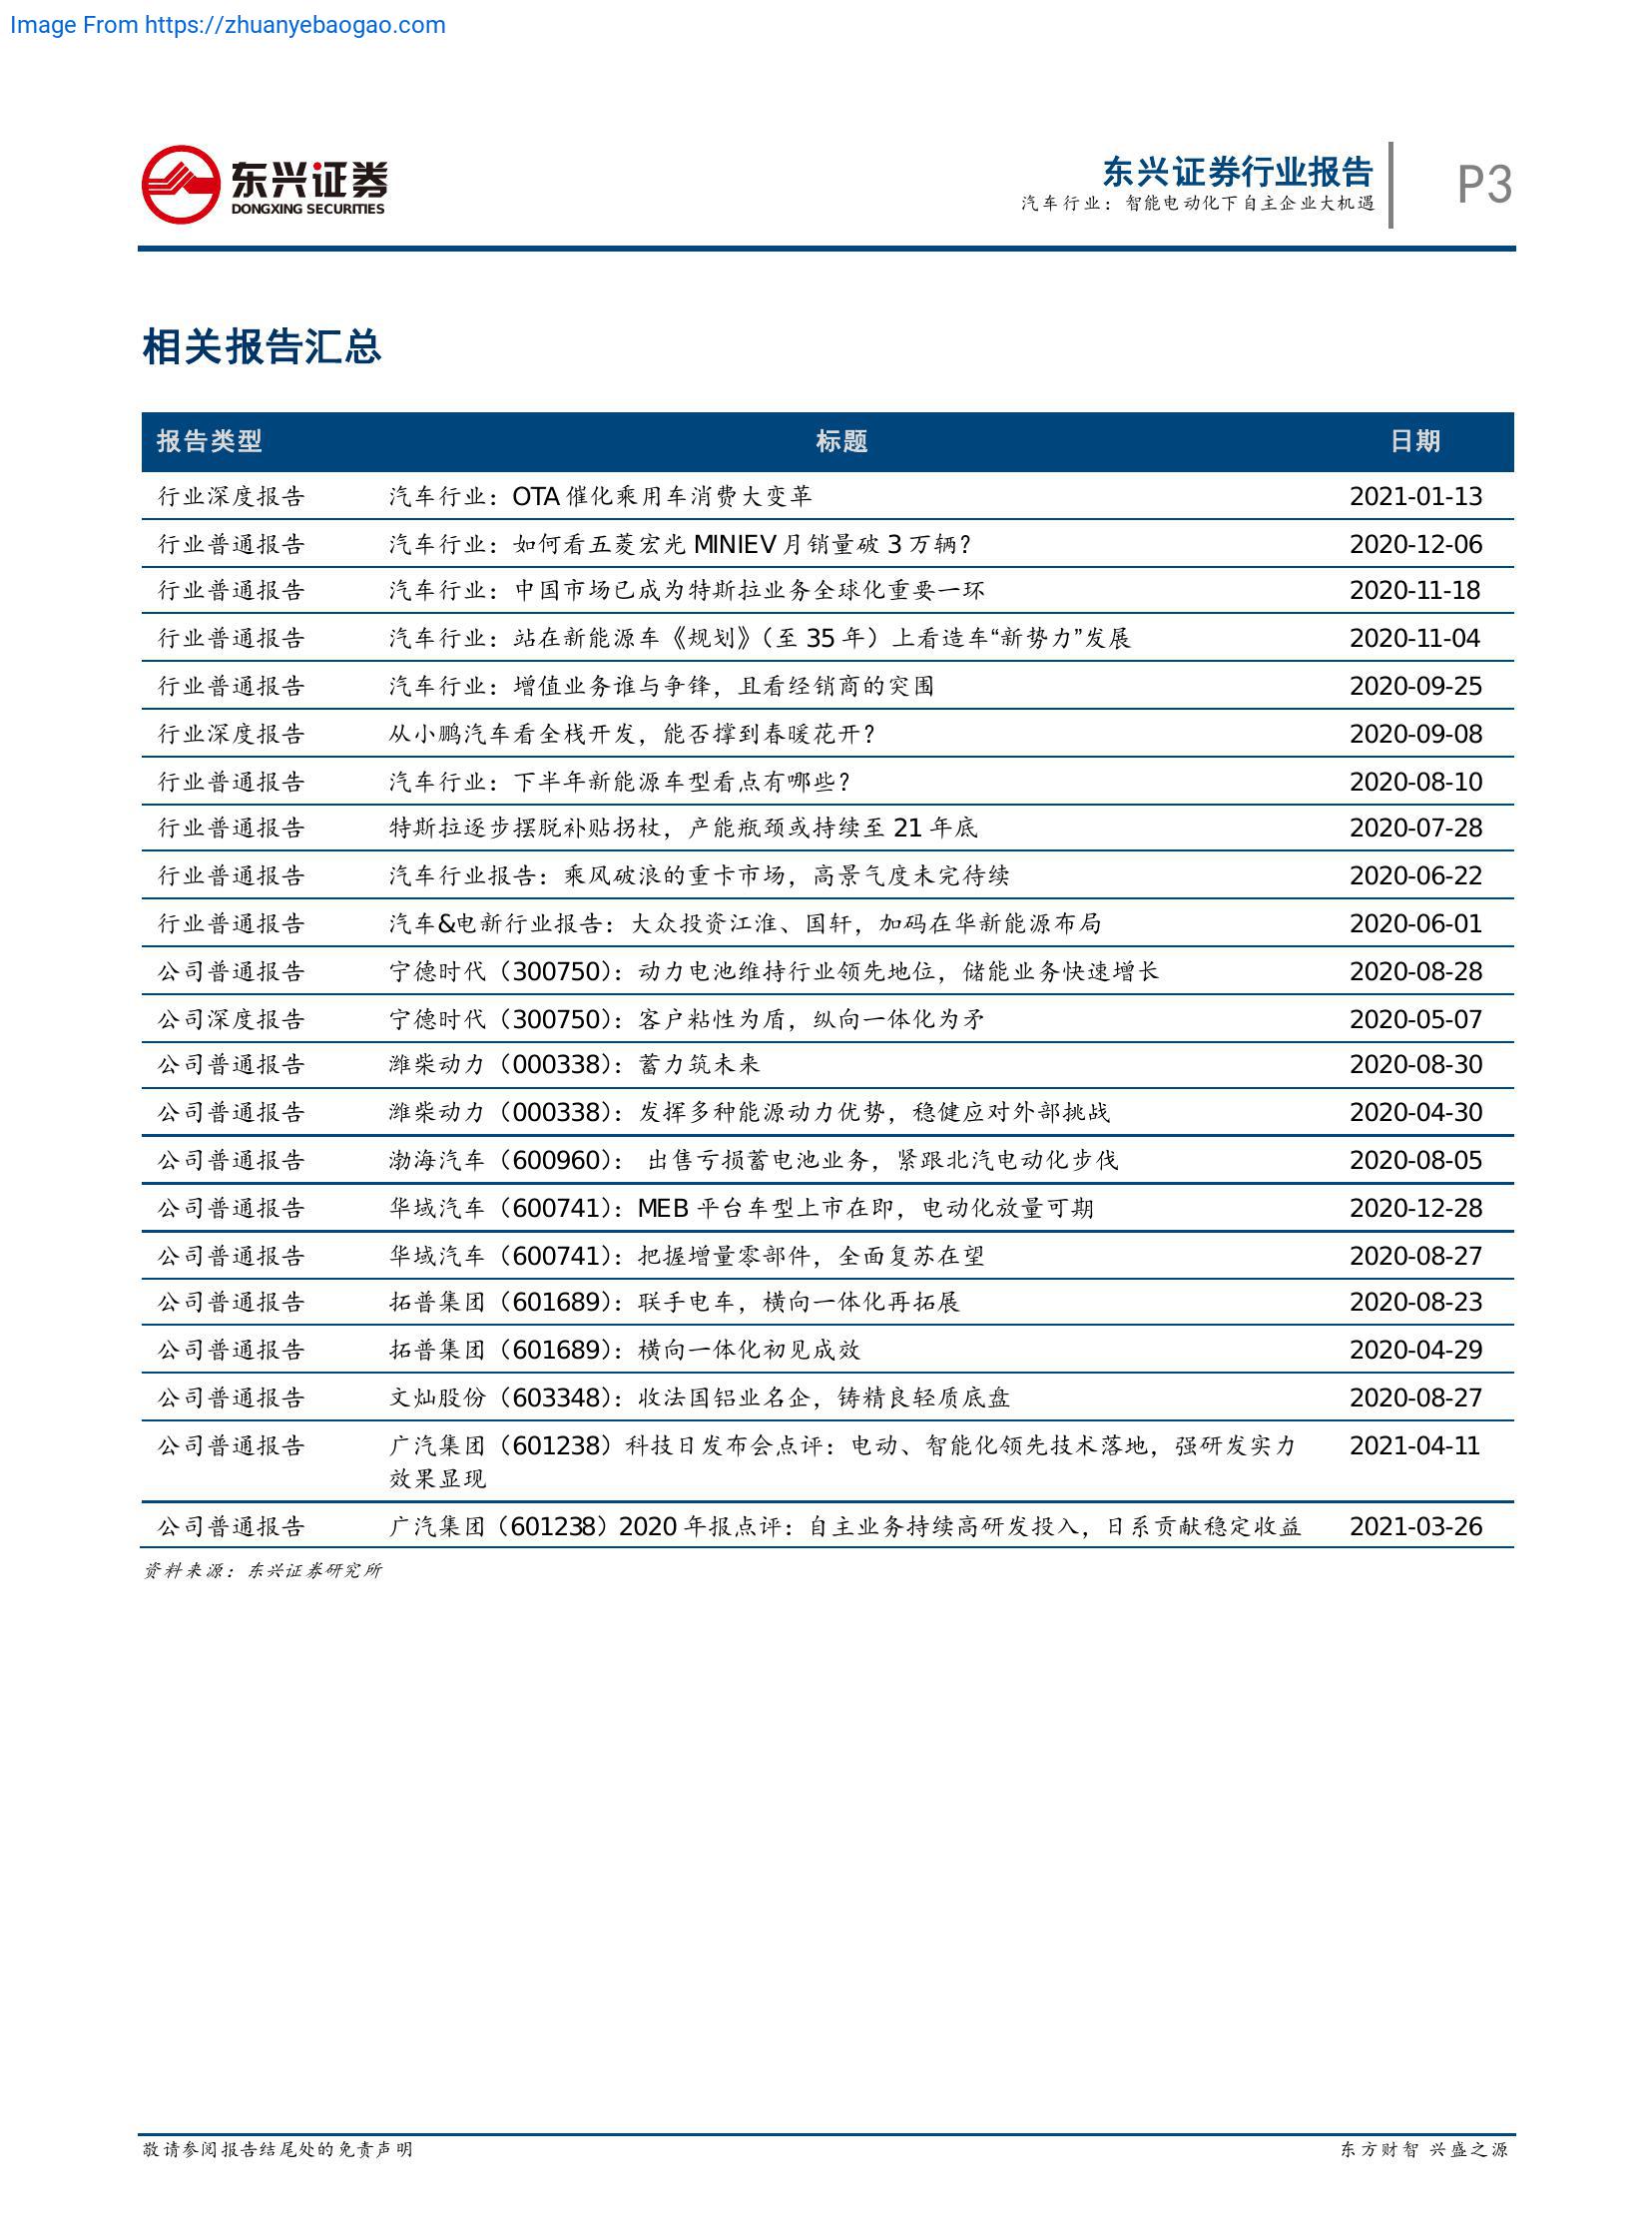 Image From https://zhuanyebaogao.com
东兴证券
DONGXING SECURITIES
东兴证券行业报告
汽车行业：智能电动化下自主企业大机遇
P3
相关报告汇总
报告类型 标题 日期
行业深度报告 汽车行业：OTA 催化乘用车消费大变革 2021-01-13
行业普通报告 汽车行业：如何看五菱宏光 MINIEV 月销量破 3 万辆？ 2020-12-06
行业普通报告 汽车行业：中国市场已成为特斯拉业务全球化重要一环 2020-11-18
行业普通报告 汽车行业：站在新能源车《规划》（至 35 年）上看造车“新势力”发展 2020-11-04
行业普通报告 汽车行业：增值业务谁与争锋，且看经销商的突围 2020-09-25
行业深度报告 从小鹏汽车看全栈开发，能否撑到春暖花开？ 2020-09-08
行业普通报告 汽车行业：下半年新能源车型看点有哪些？ 2020-08-10
行业普通报告 特斯拉逐步摆脱补贴拐杖，产能瓶颈或持续至 21 年底 2020-07-28
行业普通报告 汽车行业报告：乘风破浪的重卡市场，高景气度未完待续 2020-06-22
行业普通报告 汽车&电新行业报告：大众投资江淮、国轩，加码在华新能源布局 2020-06-01
公司普通报告 宁德时代（300750）：动力电池维持行业领先地位，储能业务快速增长 2020-08-28
公司深度报告 宁德时代（300750）：客户粘性为盾，纵向一体化为矛 2020-05-07
公司普通报告 潍柴动力（000338）：蓄力筑未来 2020-08-30
公司普通报告 潍柴动力（000338）：发挥多种能源动力优势，稳健应对外部挑战 2020-04-30
公司普通报告 渤海汽车（600960）： 出售亏损蓄电池业务，紧跟北汽电动化步伐 2020-08-05
公司普通报告 华域汽车（600741）：MEB 平台车型上市在即，电动化放量可期 2020-12-28
公司普通报告 华域汽车（600741）：把握增量零部件，全面复苏在望 2020-08-27
公司普通报告 拓普集团（601689）：联手电车，横向一体化再拓展 2020-08-23
公司普通报告 拓普集团（601689）：横向一体化初见成效 2020-04-29
公司普通报告 文灿股份（603348）：收法国铝业名企，铸精良轻质底盘 2020-08-27
公司普通报告 广汽集团（601238）科技日发布会点评：电动、智能化领先技术落地，强研发实力 2021-04-11
效果显现
公司普通报告 广汽集团（601238）2020 年报点评：自主业务持续高研发投入，日系贡献稳定收益 2021-03-26
资料来源：东兴证券研究所
敬请参阅报告结尾处的免责声明 东方财智 兴盛之源